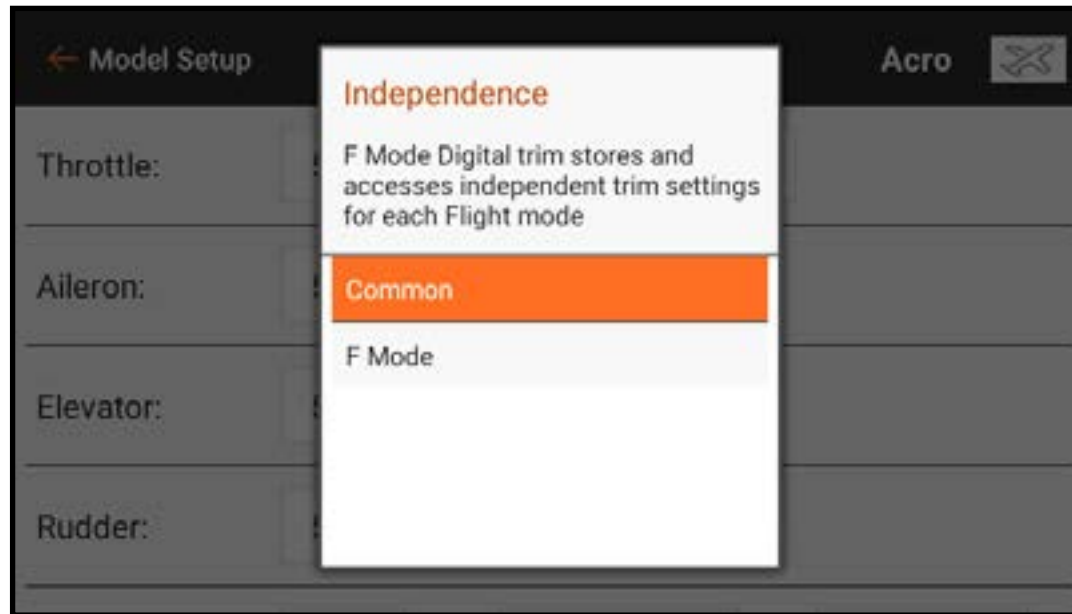 ← Model Setup
Acro
Independence
F Mode Digital trim stores and
accesses independent trim settings
for each Flight mode
Common
F Mode
Throttle:
Aileron:
Elevator:
Rudder: